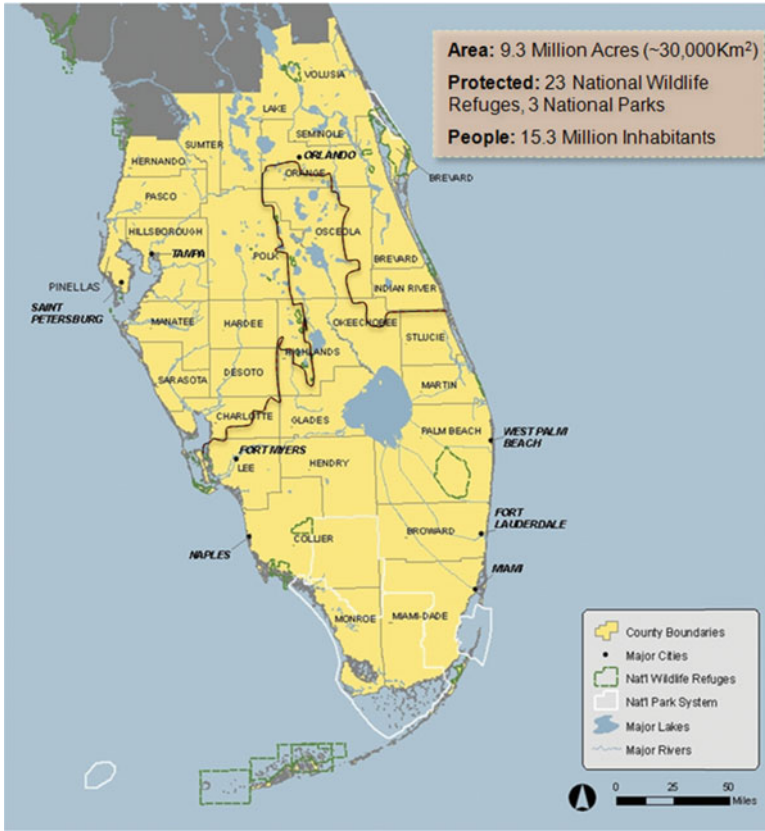 Area: 9.3 Million Acres (~30,000Km²)
Protected: 23 National Wildlife
Refuges, 3 National Parks
People: 15.3 Million Inhabitants
VOLUSIA
LAKE
SEMINOLE
SUMTER
ORLANDO
HERNANDO
ORANGE
BREVARD
PASCO
HILLSBOROUGH
OSCEOLA
TAMPA
POLK
BREVARD
PINELLAS
INDIAN RIVER
SAINT
PETERSBURG
MANATEE
HARDEE
OKEECHOBEE
STLUCIE
HIGHLANDS
SARASOTA
DESOTO
MARTIN
CHARLOTTE
GLADES
PALM BEACH
WEST PALM
BEACH
FORT MYERS
LEE
HENDRY
FORT
LAUDERDALE
BROWARD
COLLIER
NAPLES
MIAMI
MONROE
MIAMI-DADE
County Boundaries
Major Cities
Nat'l Wildlife Refuges
Nat'l Park System
Major Lakes
Major Rivers
0 25 50
Miles